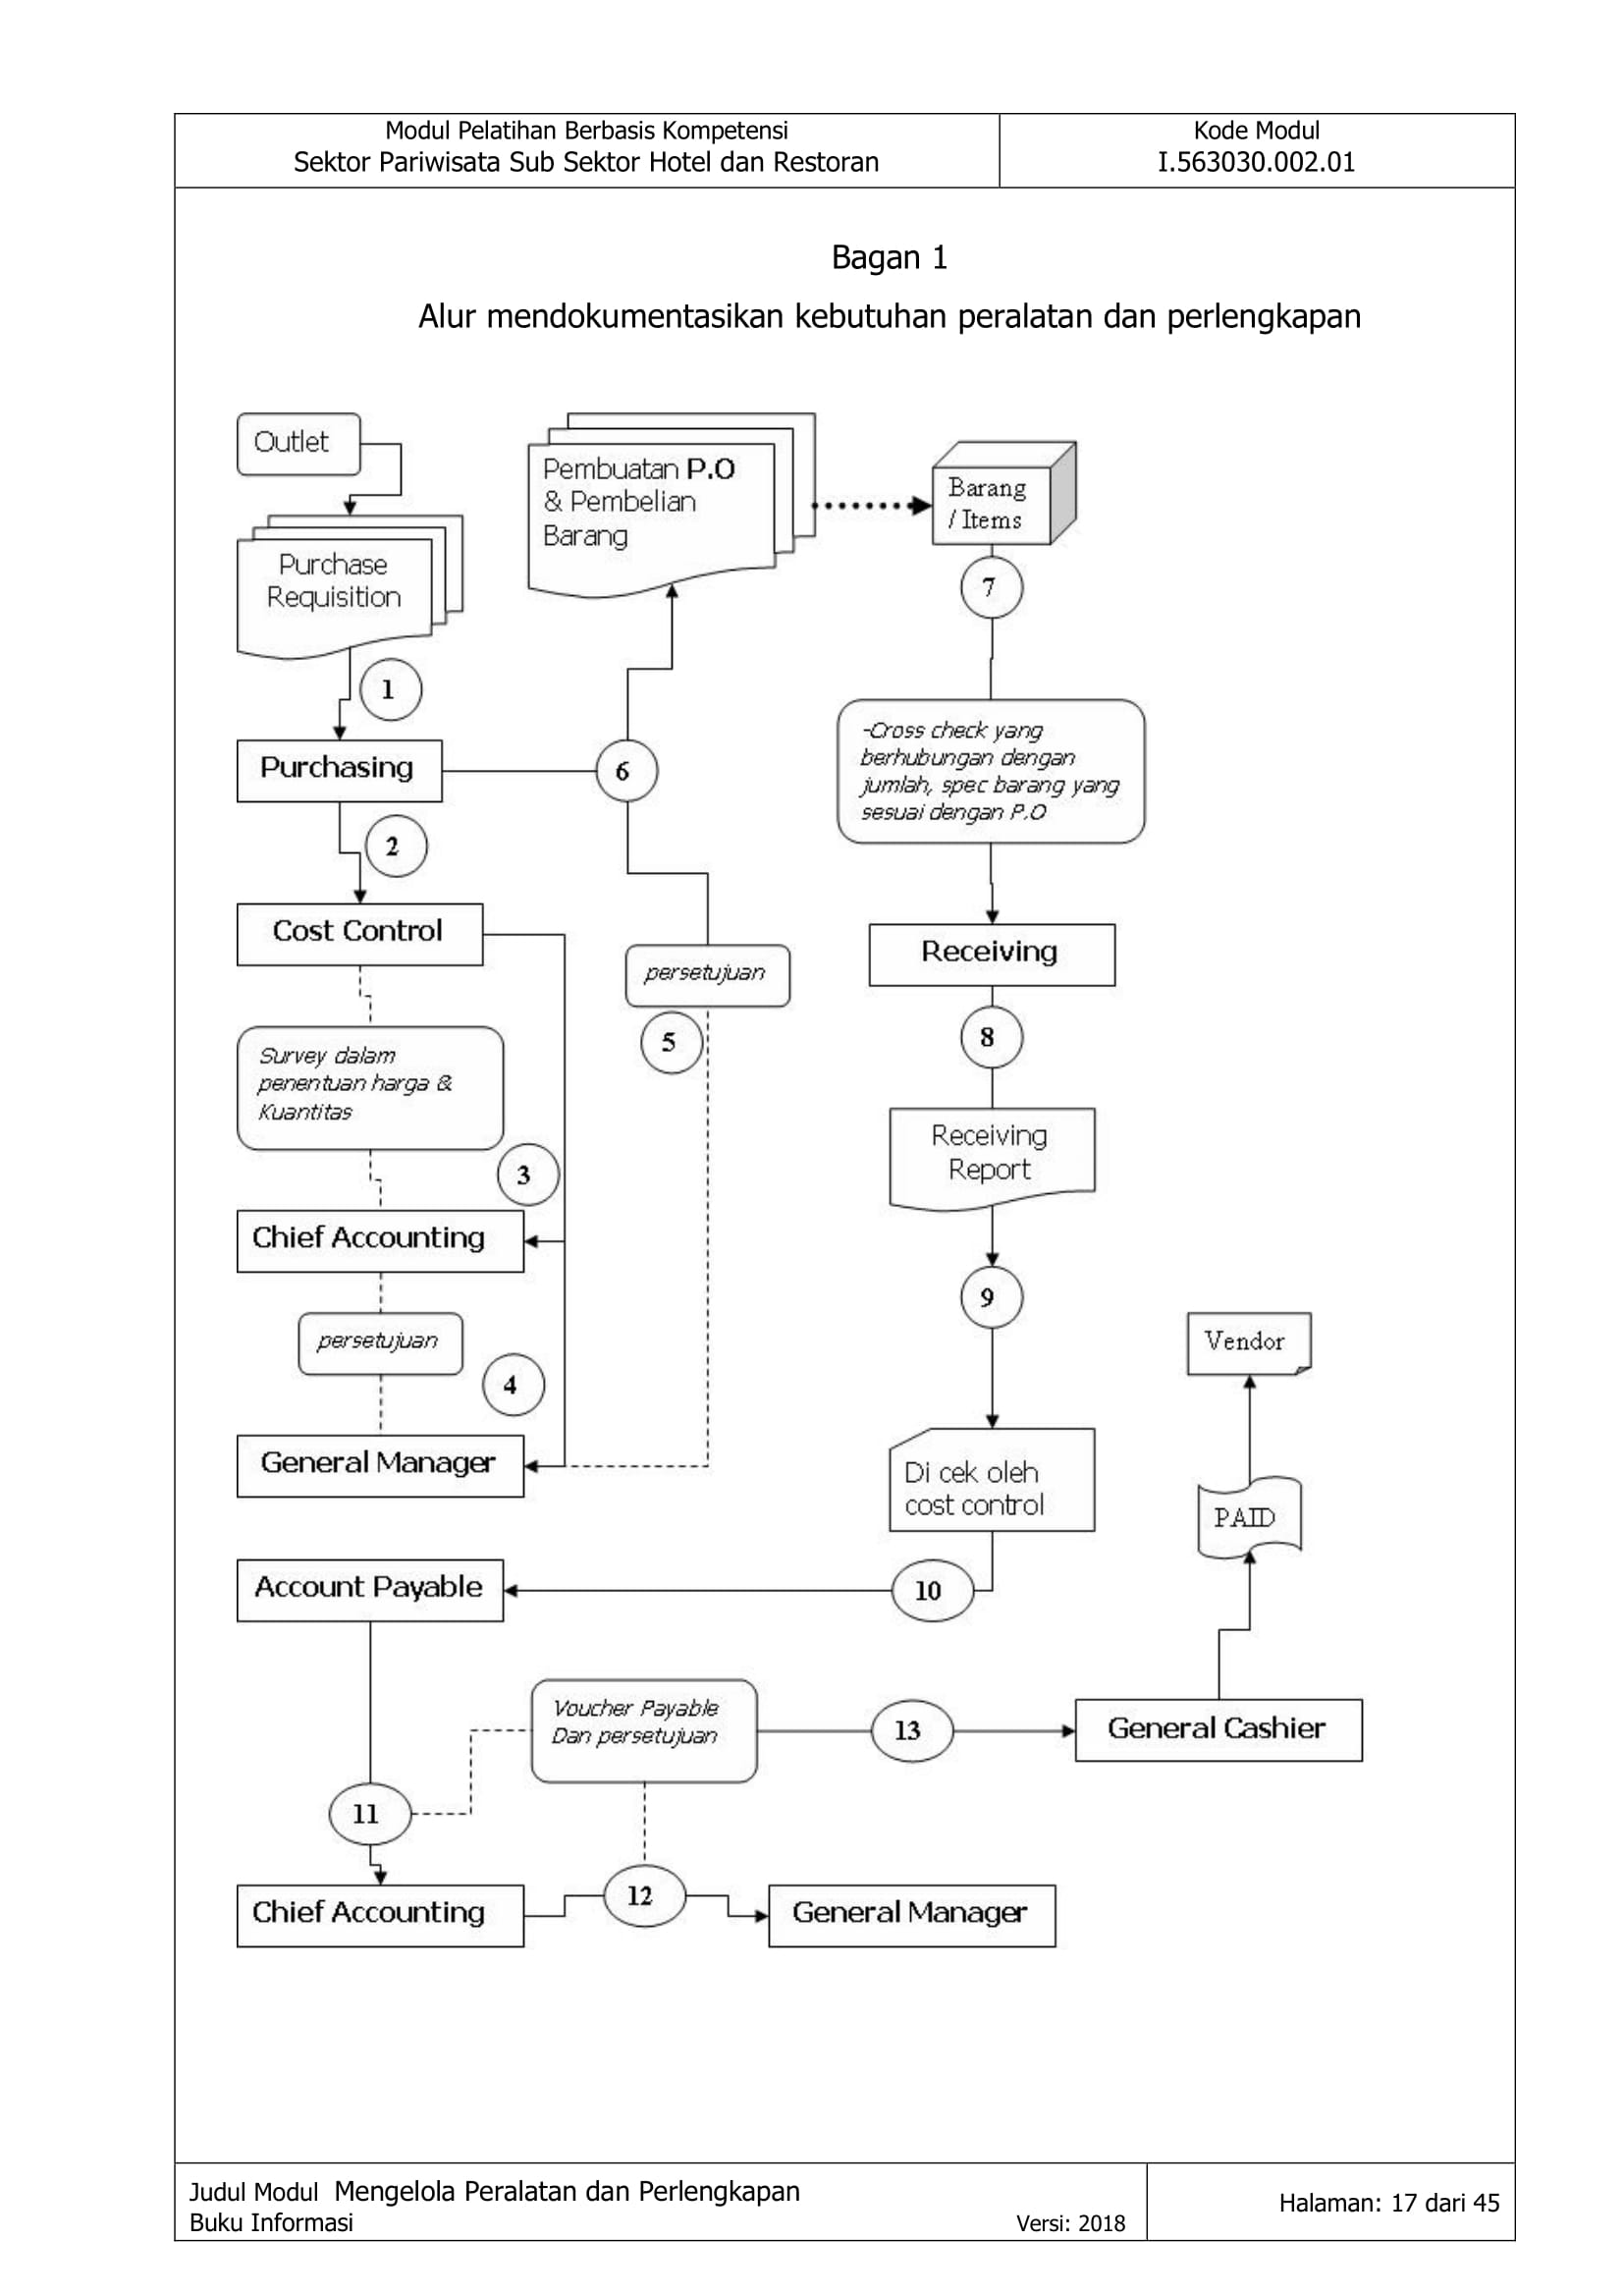 Modul Pelatihan Berbasis Kompetensi
Sektor Pariwisata Sub Sektor Hotel dan Restoran
Kode Modul
I.563030.002.01
Bagan 1
Alur mendokumentasikan kebutuhan peralatan dan perlengkapan
Outlet
Purchase
Requisition
1
Purchasing
2
Cost Control
Survey dalam
penentuan harga &
Kuantitas
3
Chief Accounting
persetujuan
4
General Manager
persetujuan
5
6
Pembuatan P.O
& Pembelian
Barang
Barang
/ Items
7
-Cross check yang
berhubungan dengan
jumlah, spec barang yang
sesuai dengan P.O
Receiving
8
Receiving
Report
9
Di cek oleh
cost control
10
Account Payable
11
Chief Accounting
12
General Manager
Voucher Payable
Dan persetujuan
13
General Cashier
PAID
Vendor
Judul Modul Mengelola Peralatan dan Perlengkapan
Buku Informasi
Versi: 2018
Halaman: 17 dari 45